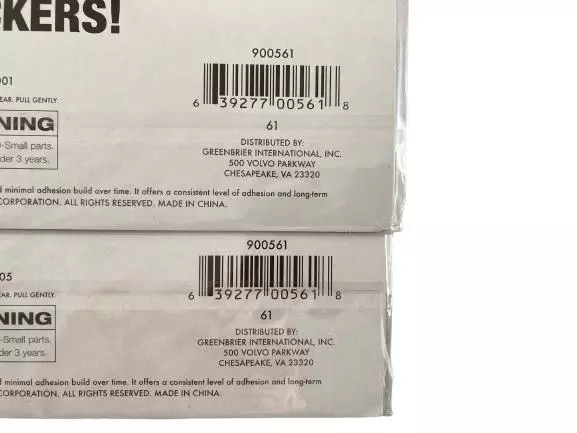 CKERS!
900561
001
EAR. PULL GENTLY.
6 39277 00561 8
NING
-Small parts.
der 3 years.
61
DISTRIBUTED BY:
GREENBRIER INTERNATIONAL, INC.
500 VOLVO PARKWAY
CHESAPEAKE, VA 23320
d minimal adhesion build over time. It offers a consistent level of adhesion and long-term
CORPORATION. ALL RIGHTS RESERVED. MADE IN CHINA.
900561
05
EAR. PULL GENTLY.
6 39277 00561 8
NING
-Small parts.
der 3 years.
61
DISTRIBUTED BY:
GREENBRIER INTERNATIONAL, INC.
500 VOLVO PARKWAY
CHESAPEAKE, VA 23320
d minimal adhesion build over time. It offers a consistent level of adhesion and long-term
CORPORATION. ALL RIGHTS RESERVED. MADE IN CHINA.